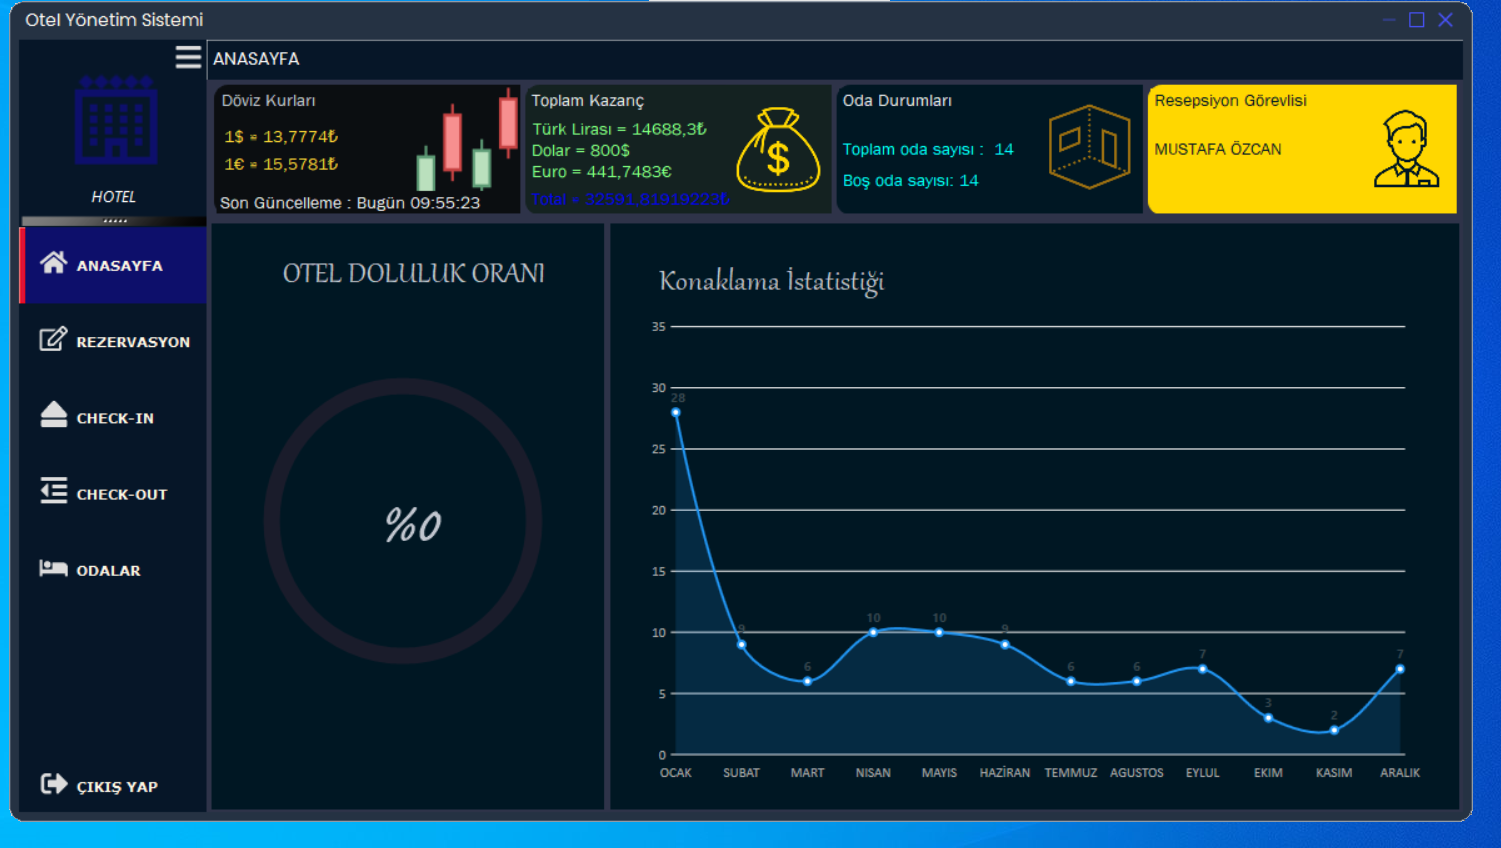 Otel Yönetim Sistemi
ANASAYFA
HOTEL
ANASAYFA
REZERVASYON
CHECK-IN
CHECK-OUT
ODALAR
ÇIKIŞ YAP
Döviz Kurları
1$ = 13,7774₺
1€ = 15,5781₺
Son Güncelleme : Bugün 09:55:23
Toplam Kazanç
Türk Lirası = 14688,3₺
Dolar = 800$
Euro = 441,7483€
Total = 32591,81919223₺
Oda Durumları
Toplam oda sayısı : 14
Boş oda sayısı: 14
Resepsiyon Görevlisi
MUSTAFA ÖZCAN
OTEL DOLULUK ORANI
%0
Konaklama İstatistiği
35
30
28
25
20
15
10
9
6
10
10
9
6
6
7
3
2
7
5
0
OCAK SUBAT MART NISAN MAYIS HAZİRAN TEMMUZ AGUSTOS EYLUL EKIM KASIM ARALIK